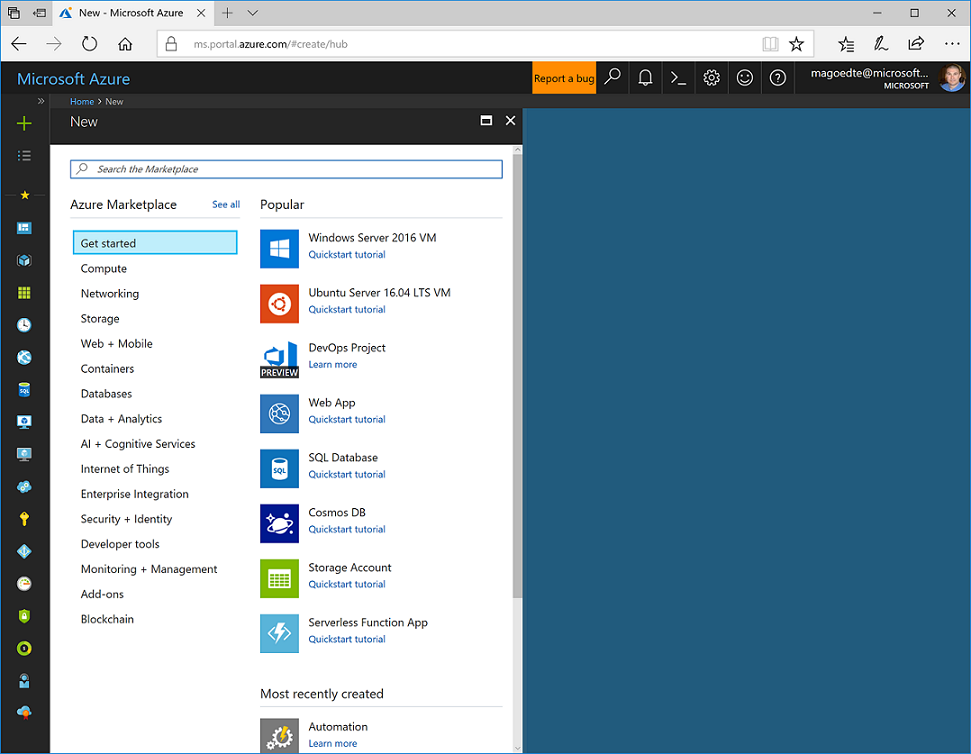 New - Microsoft Azure
ms.portal.azure.com/#create/hub
Microsoft Azure
Report a bug
magoedte@microsoft...
MICROSOFT
Home > New
New
Search the Marketplace
Azure Marketplace
See all
Get started
Compute
Networking
Storage
Web + Mobile
Containers
Databases
Data + Analytics
AI + Cognitive Services
Internet of Things
Enterprise Integration
Security + Identity
Developer tools
Monitoring + Management
Add-ons
Blockchain
Popular
Windows Server 2016 VM
Quickstart tutorial
Ubuntu Server 16.04 LTS VM
Quickstart tutorial
PREVIEW
DevOps Project
Learn more
Web App
Quickstart tutorial
SQL
SQL Database
Quickstart tutorial
Cosmos DB
Quickstart tutorial
Storage Account
Quickstart tutorial
Serverless Function App
Quickstart tutorial
Most recently created
Automation
Learn more
SQL